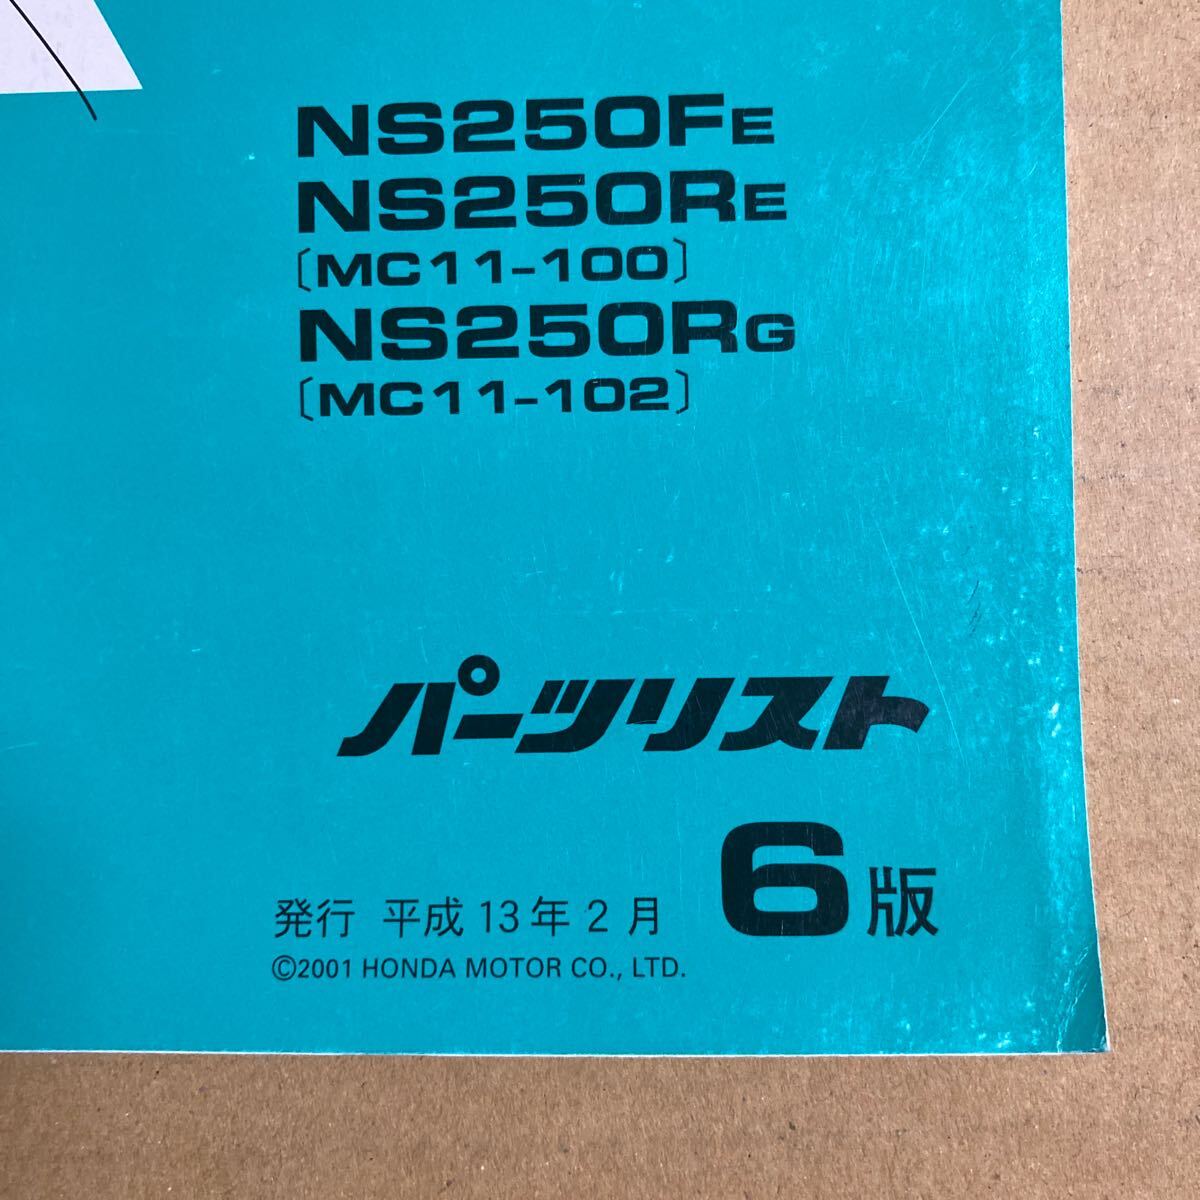 NS250FE
NS250RE
〔MC11-100〕
NS250RG
〔MC11-102〕
パーツリスト
6版
発行 平成13年2月
©2001 HONDA MOTOR CO., LTD.